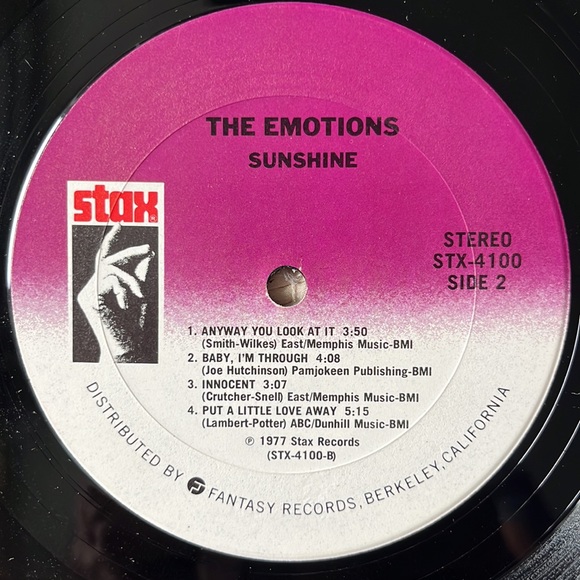 THE EMOTIONS
SUNSHINE
stax
STEREO
STX-4100
SIDE 2
1. ANYWAY YOU LOOK AT IT 3:50
(Smith-Wilkes) East/Memphis Music-BMI
2. BABY, I'M THROUGH 4:08
(Joe Hutchinson) Pamjokeen Publishing-BMI
3. INNOCENT 3:07
(Crutcher-Snell) East/Memphis Music-BMI
4. PUT A LITTLE LOVE AWAY 5:15
(Lambert-Potter) ABC/Dunhill Music-BMI
℗ 1977 Stax Records
(STX-4100-B)
DISTRIBUTED BY FANTASY RECORDS, BERKELEY, CALIFORNIA